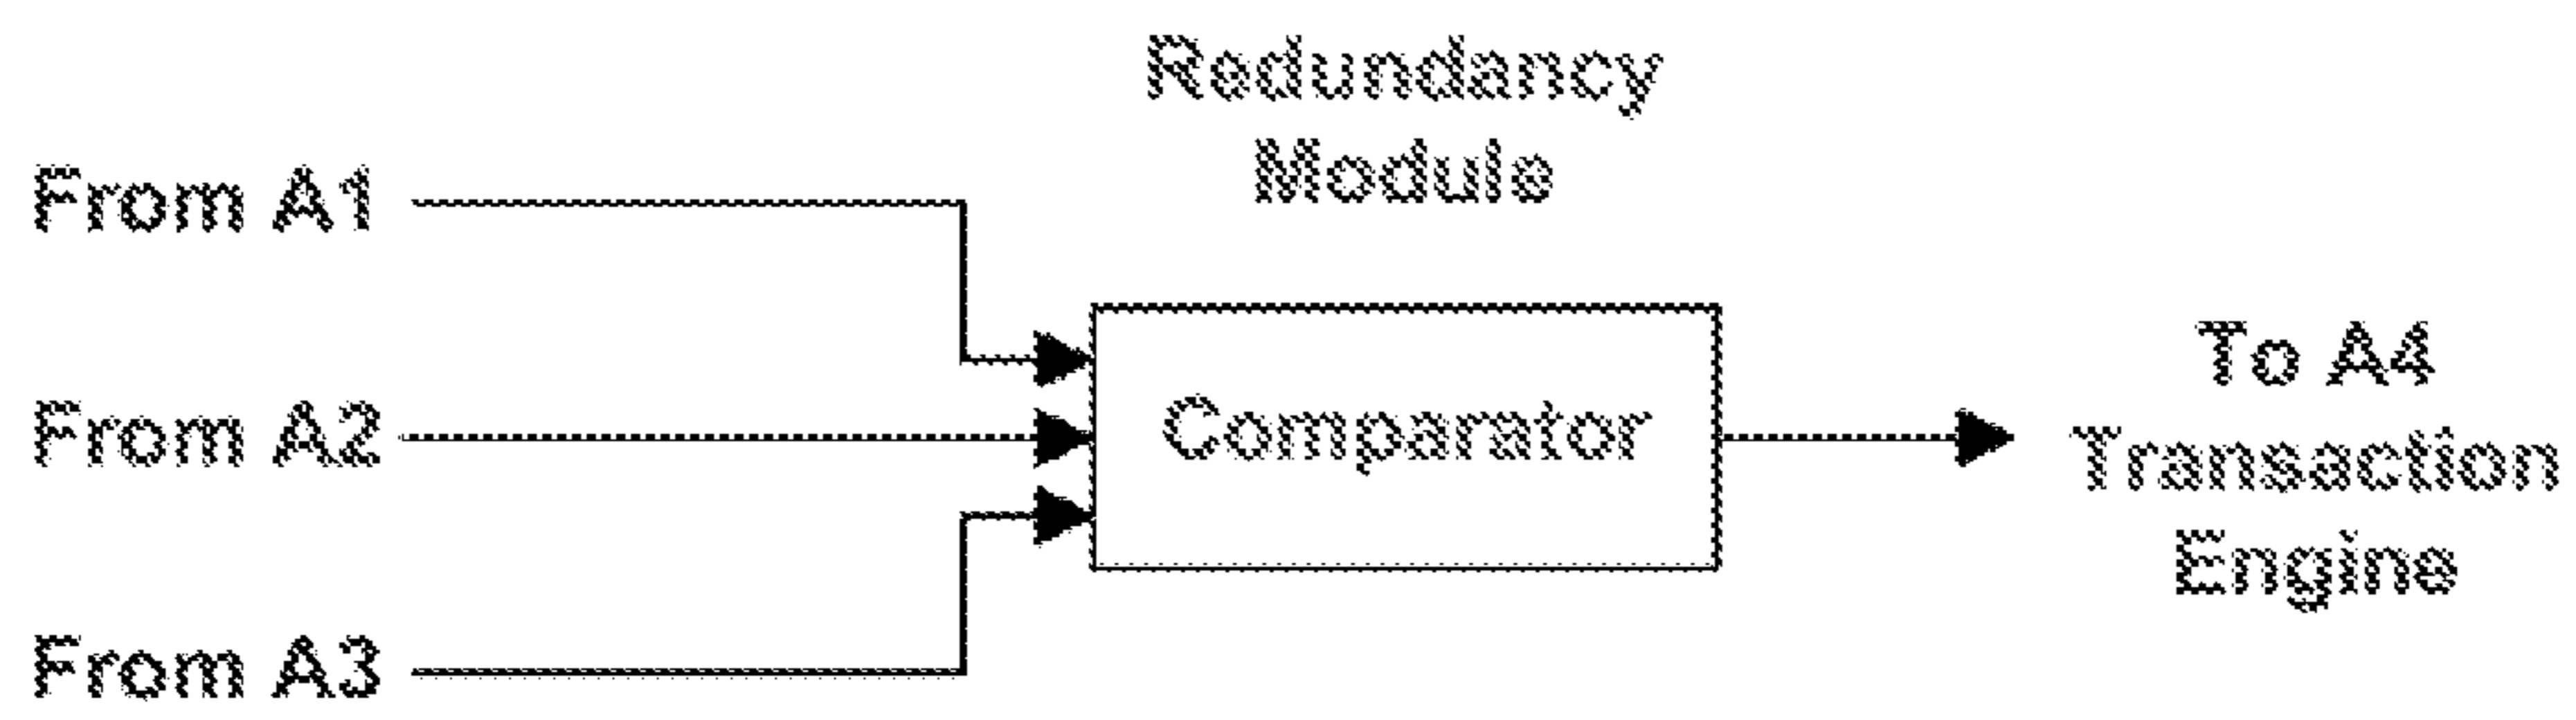 Redundancy
Module
From A1
From A2
From A3
Comparator
To A4
Transaction
Engine